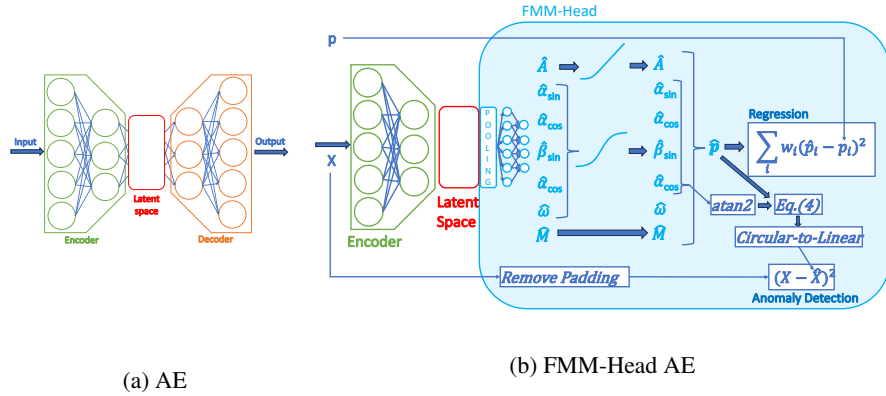 FMM-Head
p
Â
Â
α̂sin
α̂sin
α̂cos
α̂cos
β̂sin
β̂sin
α̂cos
α̂cos
ω̂
ω̂
M̂
M̂
Input
Output
Latent
space
Encoder
Decoder
X
POOLING
Latent
Space
Encoder
p̂
Regression
∑i wi(p̂i − pi)²
atan2
Eq.(4)
Circular-to-Linear
Remove Padding
(X − X̂)²
Anomaly Detection
(a) AE
(b) FMM-Head AE